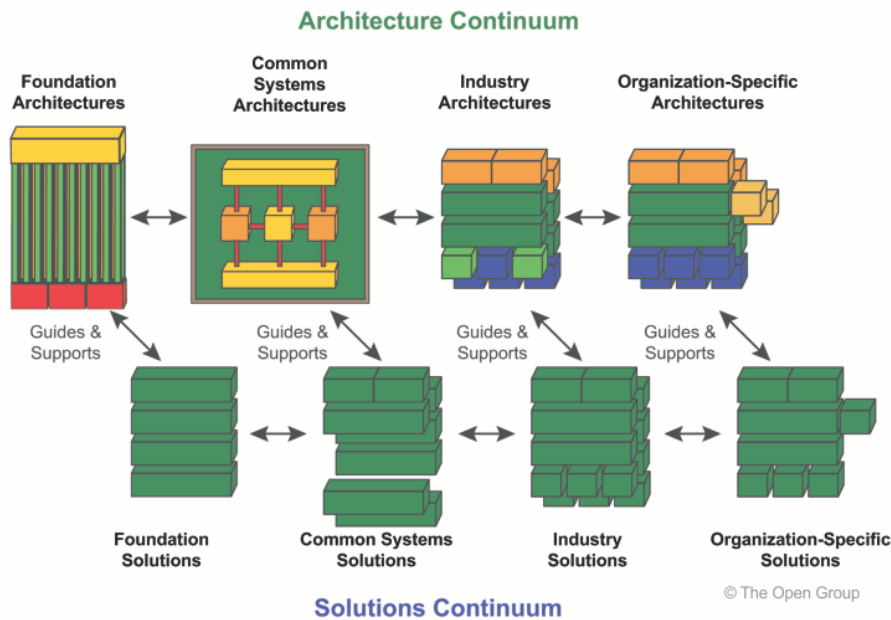 Architecture Continuum
Foundation
Architectures
Common
Systems
Architectures
Industry
Architectures
Organization-Specific
Architectures
Guides &
Supports
Guides &
Supports
Guides &
Supports
Guides &
Supports
Foundation
Solutions
Common Systems
Solutions
Industry
Solutions
Organization-Specific
Solutions
© The Open Group
Solutions Continuum